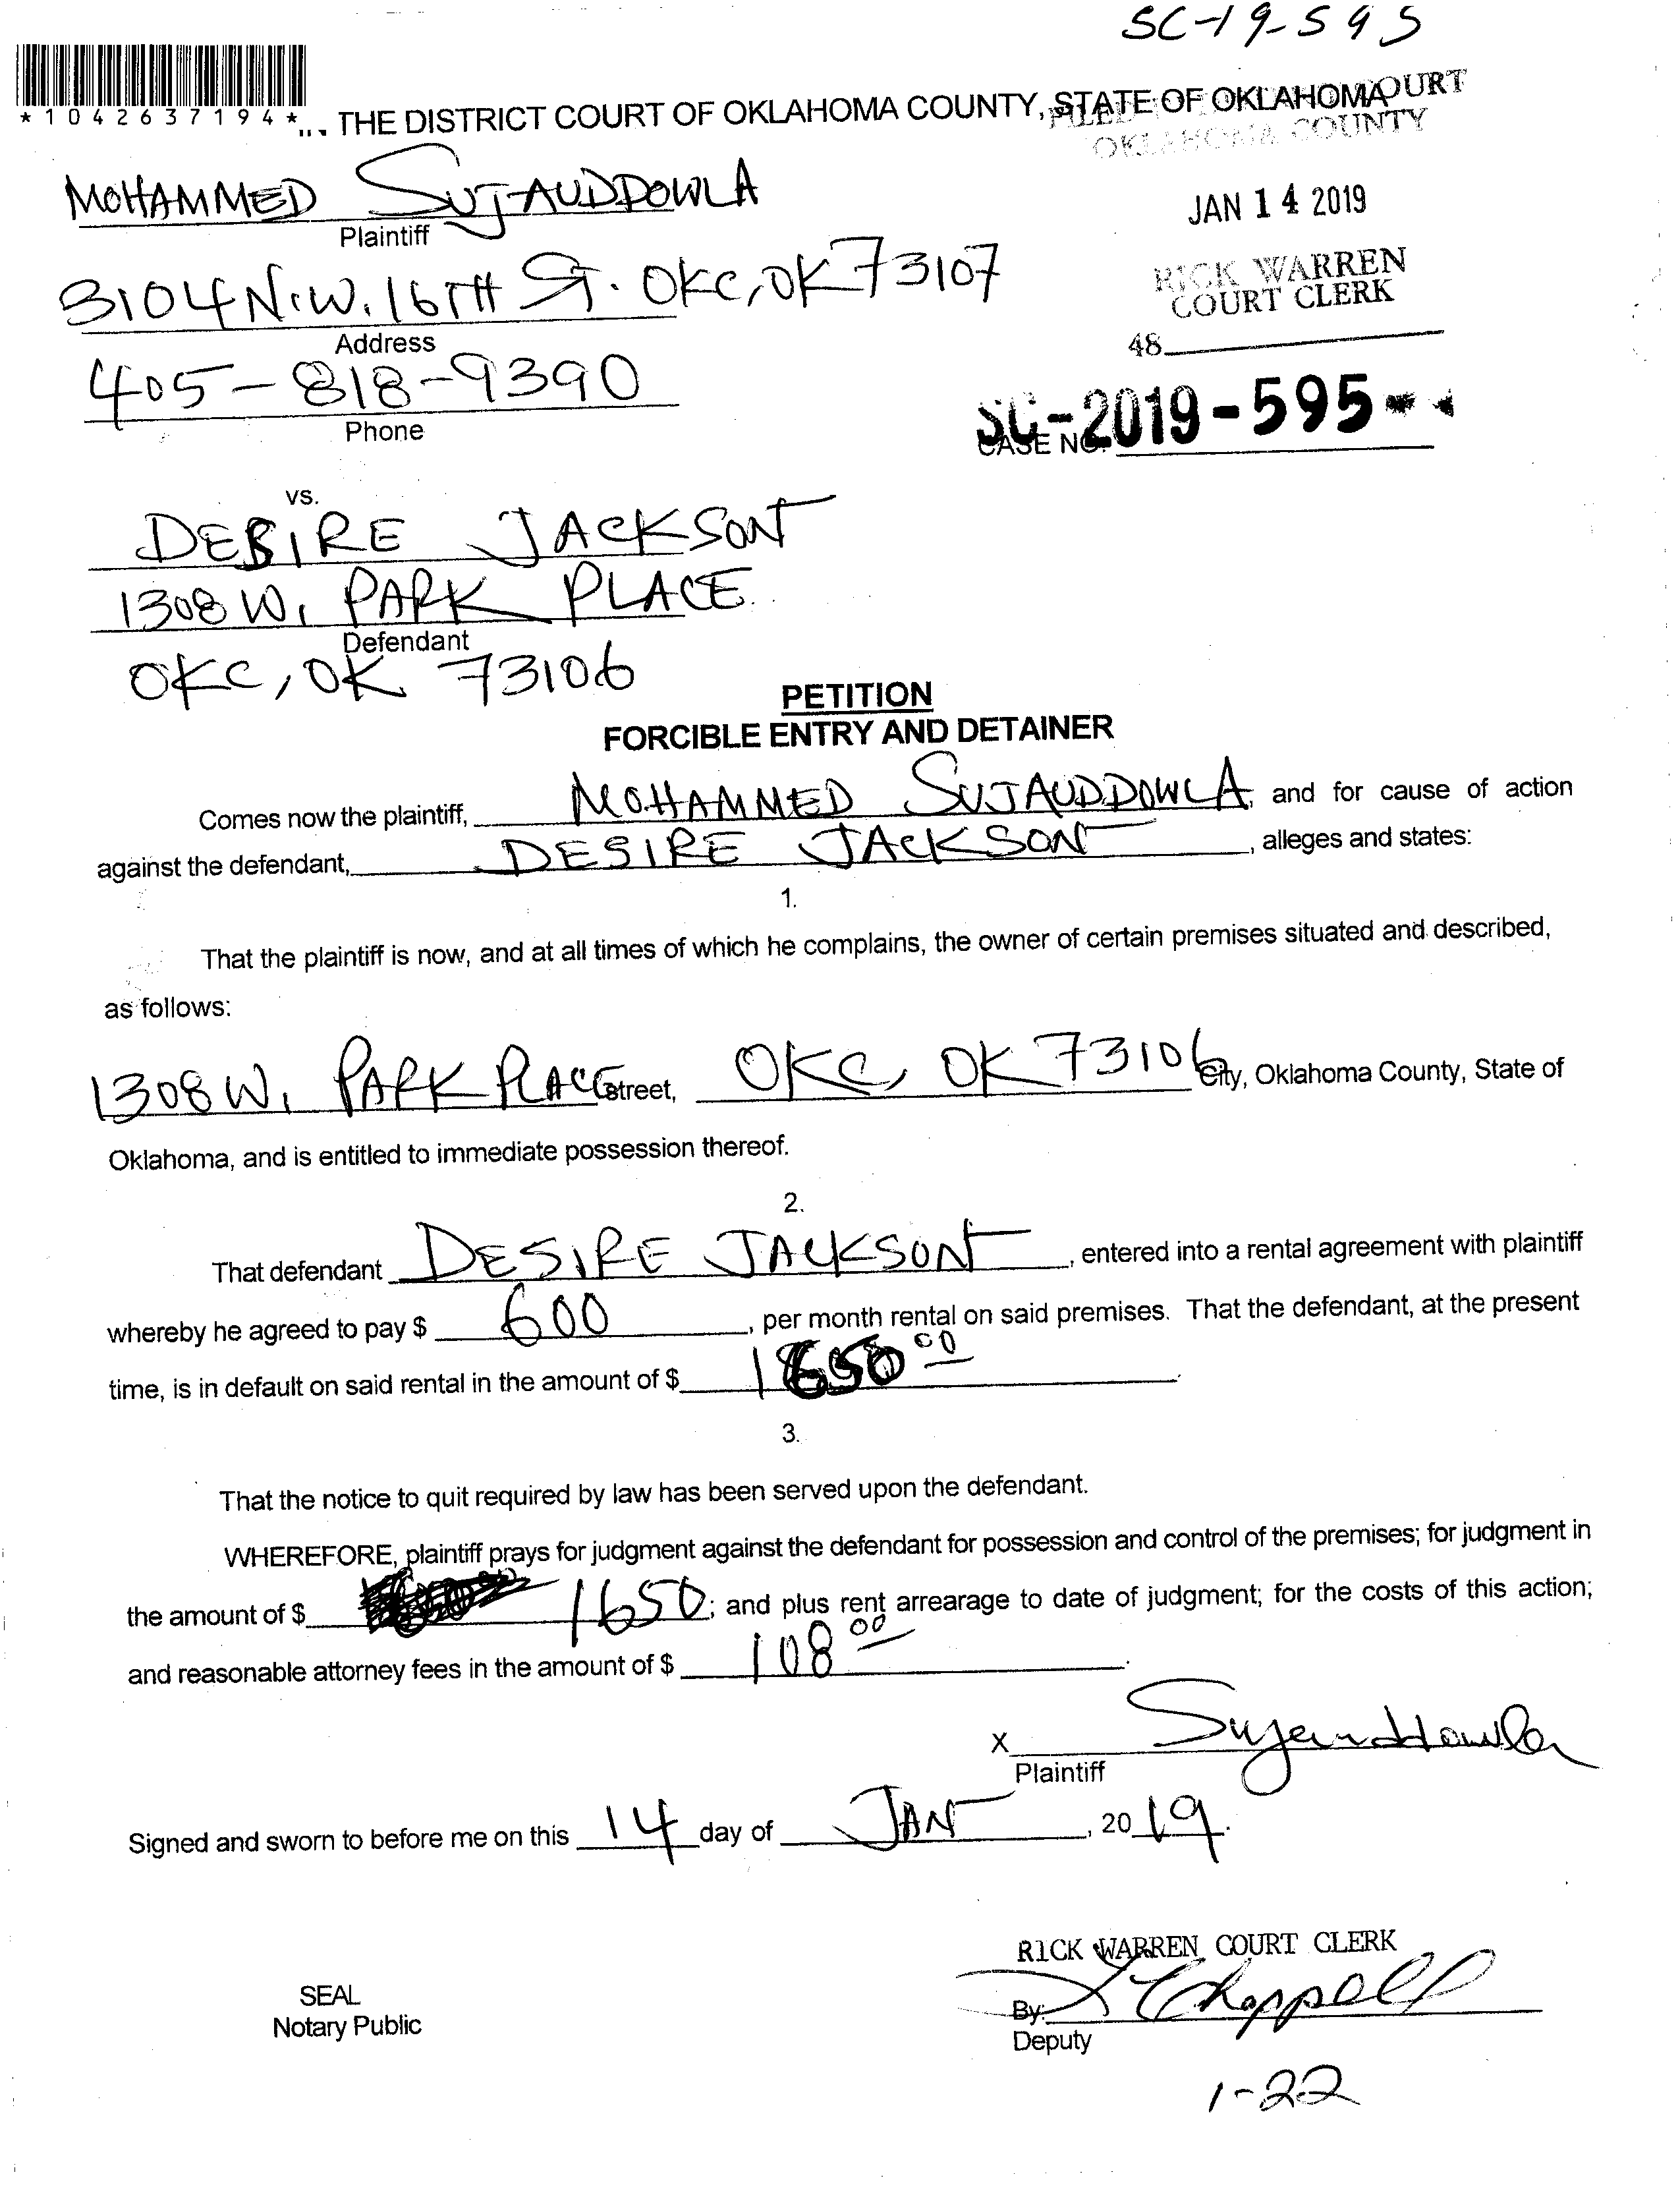 SC-19-595
*1042637194*
THE DISTRICT COURT OF OKLAHOMA COUNTY, STATE OF OKLAHOMA
COURT
OKLAHOMA COUNTY
MOHAMMED SUJAUDDOWLA
Plaintiff
JAN 14 2019
3104 N.W. 16TH ST. OKC, OK 73107
Address
RICK WARREN
COURT CLERK
405-818-9390
Phone
48
SC-2019-595
CASE NO.
vs.
DESIRE JACKSON
1308 W. PARK PLACE
Defendant
OKC, OK 73106
PETITION
FORCIBLE ENTRY AND DETAINER
Comes now the plaintiff, MOHAMMED SUJAUDDOWLA, and for cause of action
against the defendant, DESIRE JACKSON, alleges and states:
1.
That the plaintiff is now, and at all times of which he complains, the owner of certain premises situated and described,
as follows:
1308 W. PARK PLACE street, OKC, OK 73106 City, Oklahoma County, State of
Oklahoma, and is entitled to immediate possession thereof.
2.
That defendant DESIRE JACKSON, entered into a rental agreement with plaintiff
whereby he agreed to pay $ 600, per month rental on said premises. That the defendant, at the present
time, is in default on said rental in the amount of $ 1650 00.
3.
That the notice to quit required by law has been served upon the defendant.
WHEREFORE, plaintiff prays for judgment against the defendant for possession and control of the premises; for judgment in
the amount of $ 1650; and plus rent arrearage to date of judgment; for the costs of this action;
and reasonable attorney fees in the amount of $ 108 00.
X Sujauddowla
Plaintiff
Signed and sworn to before me on this 14 day of JAN, 2019.
RICK WARREN COURT CLERK
SEAL
Notary Public
By: Chappell
Deputy
1-22